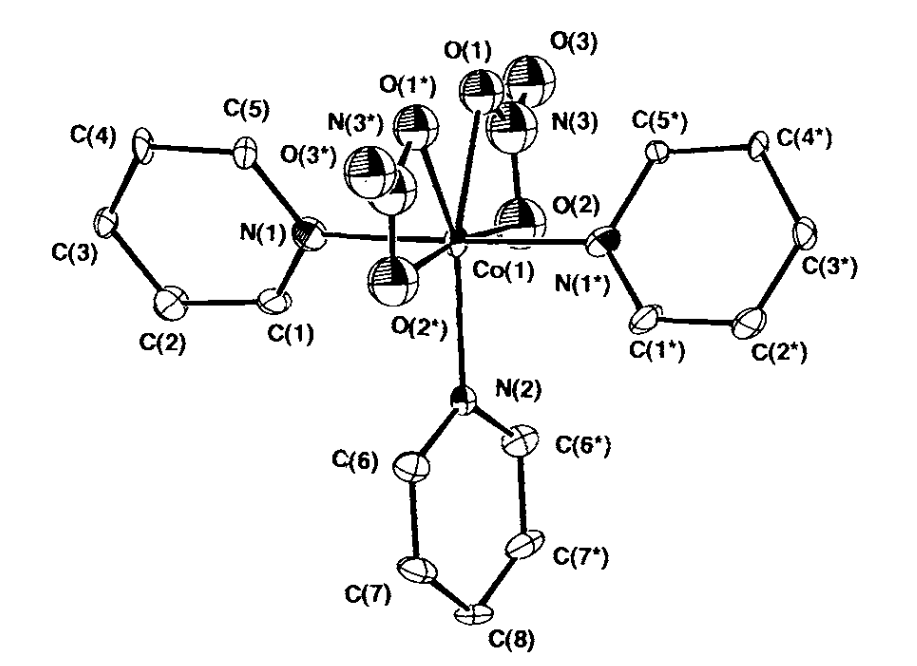 O(3)
O(1)
O(1*)
C(5)
N(3*)
N(3)
C(5*)
C(4*)
C(4)
O(3*)
O(2)
N(1)
C(3)
Co(1)
N(1*)
C(3*)
C(2)
C(1)
O(2*)
C(1*)
C(2*)
N(2)
C(6)
C(6*)
C(7)
C(7*)
C(8)